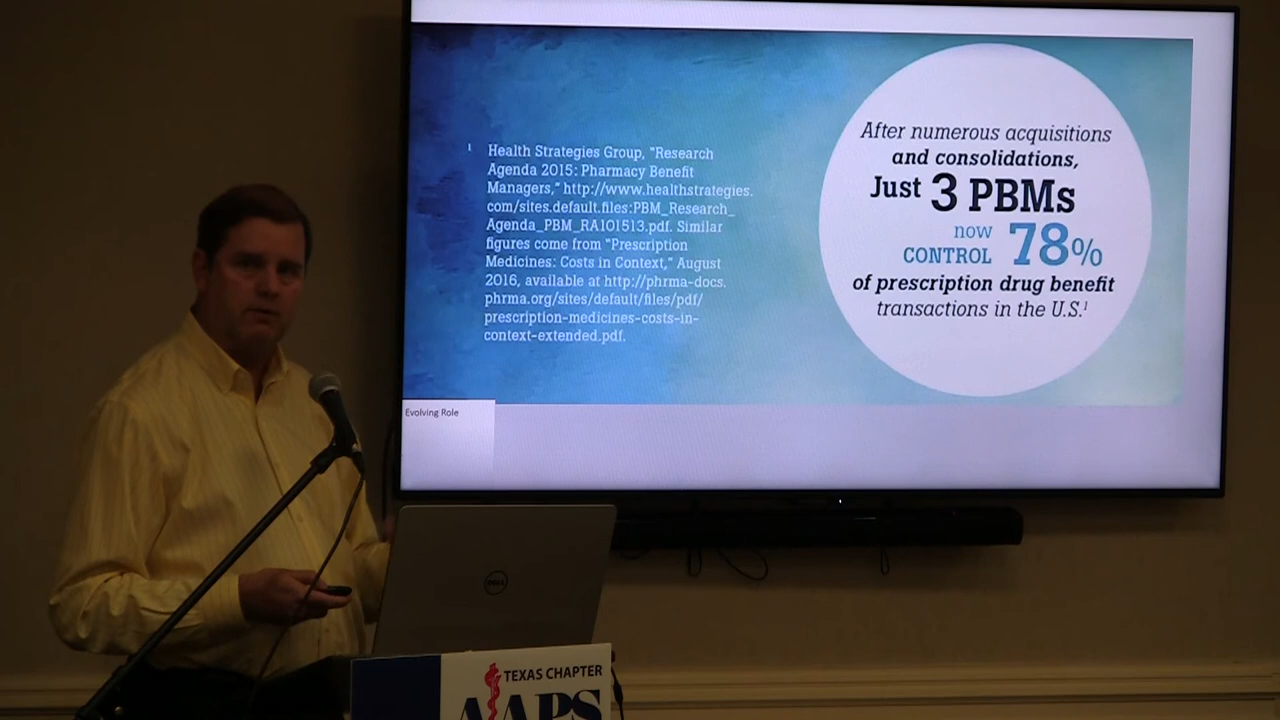 1 Health Strategies Group, "Research
Agenda 2015: Pharmacy Benefit
Managers," http://www.healthstrategies.
com/sites.default.files:PBM_Research_
Agenda_PBM_RA101513.pdf. Similar
figures come from "Prescription
Medicines: Costs in Context," August
2016, available at http://phrma-docs.
phrma.org/sites/default/files/pdf/
prescription-medicines-costs-in-
context-extended.pdf.
After numerous acquisitions
and consolidations,
Just 3 PBMs
now
CONTROL 78%
of prescription drug benefit
transactions in the U.S.1
Evolving Role
DELL
TEXAS CHAPTER
AAPS